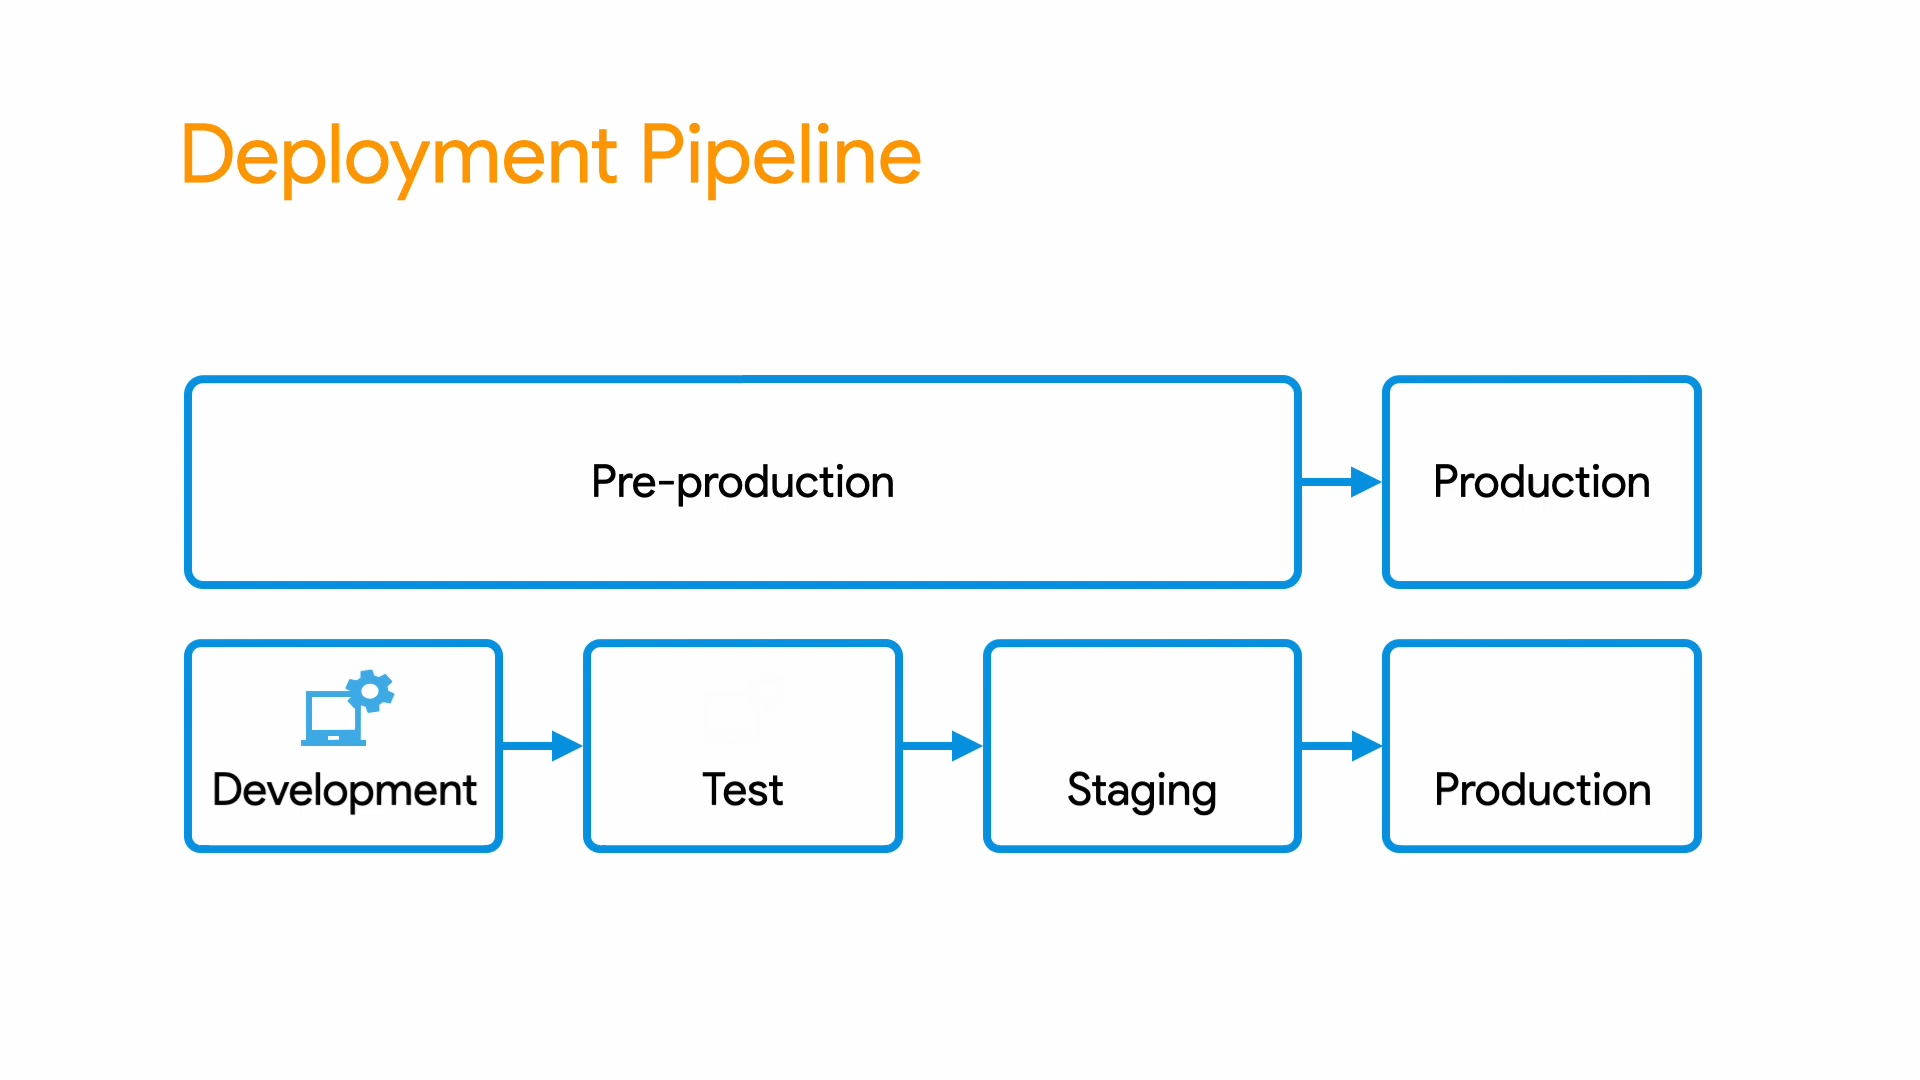 Deployment Pipeline
Pre-production
Production
Development
Test
Staging
Production